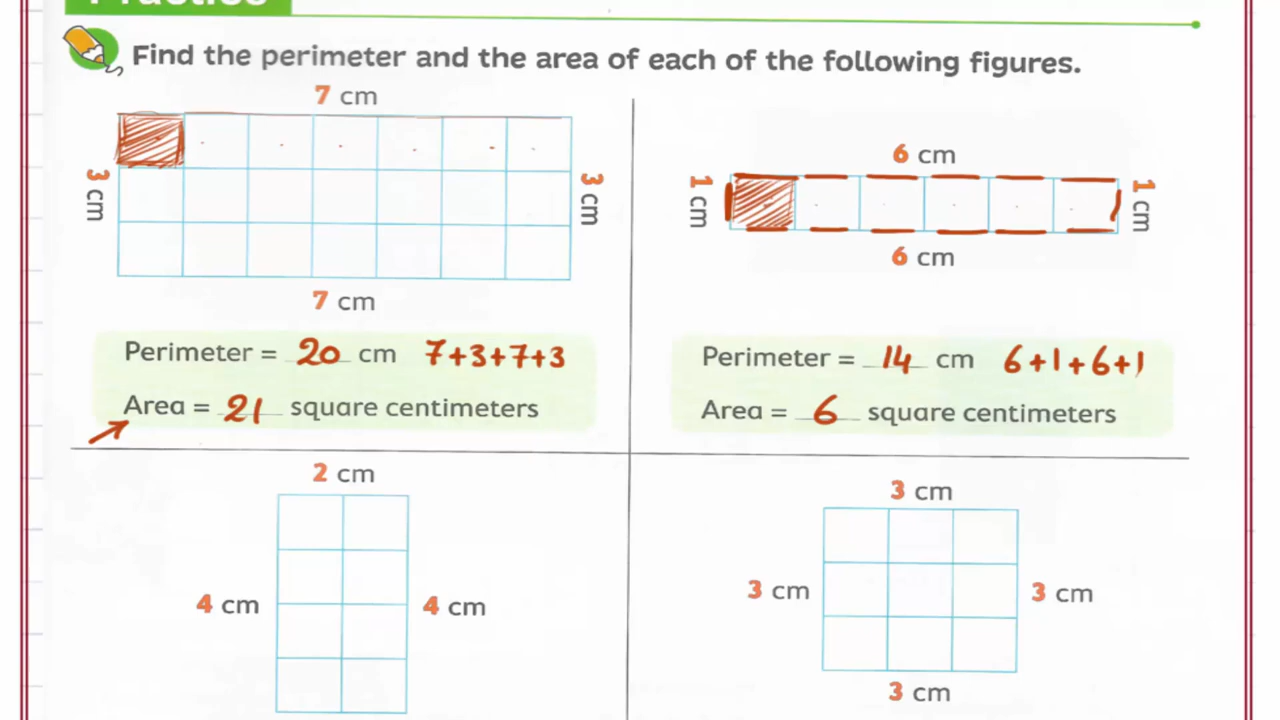 Find the perimeter and the area of each of the following figures.
7 cm
3 cm
3 cm
7 cm
Perimeter = 20 cm 7+3+7+3
Area = 21 square centimeters
6 cm
1 cm
1 cm
6 cm
Perimeter = 14 cm 6+1+6+1
Area = 6 square centimeters
2 cm
4 cm
4 cm
3 cm
3 cm
3 cm
3 cm